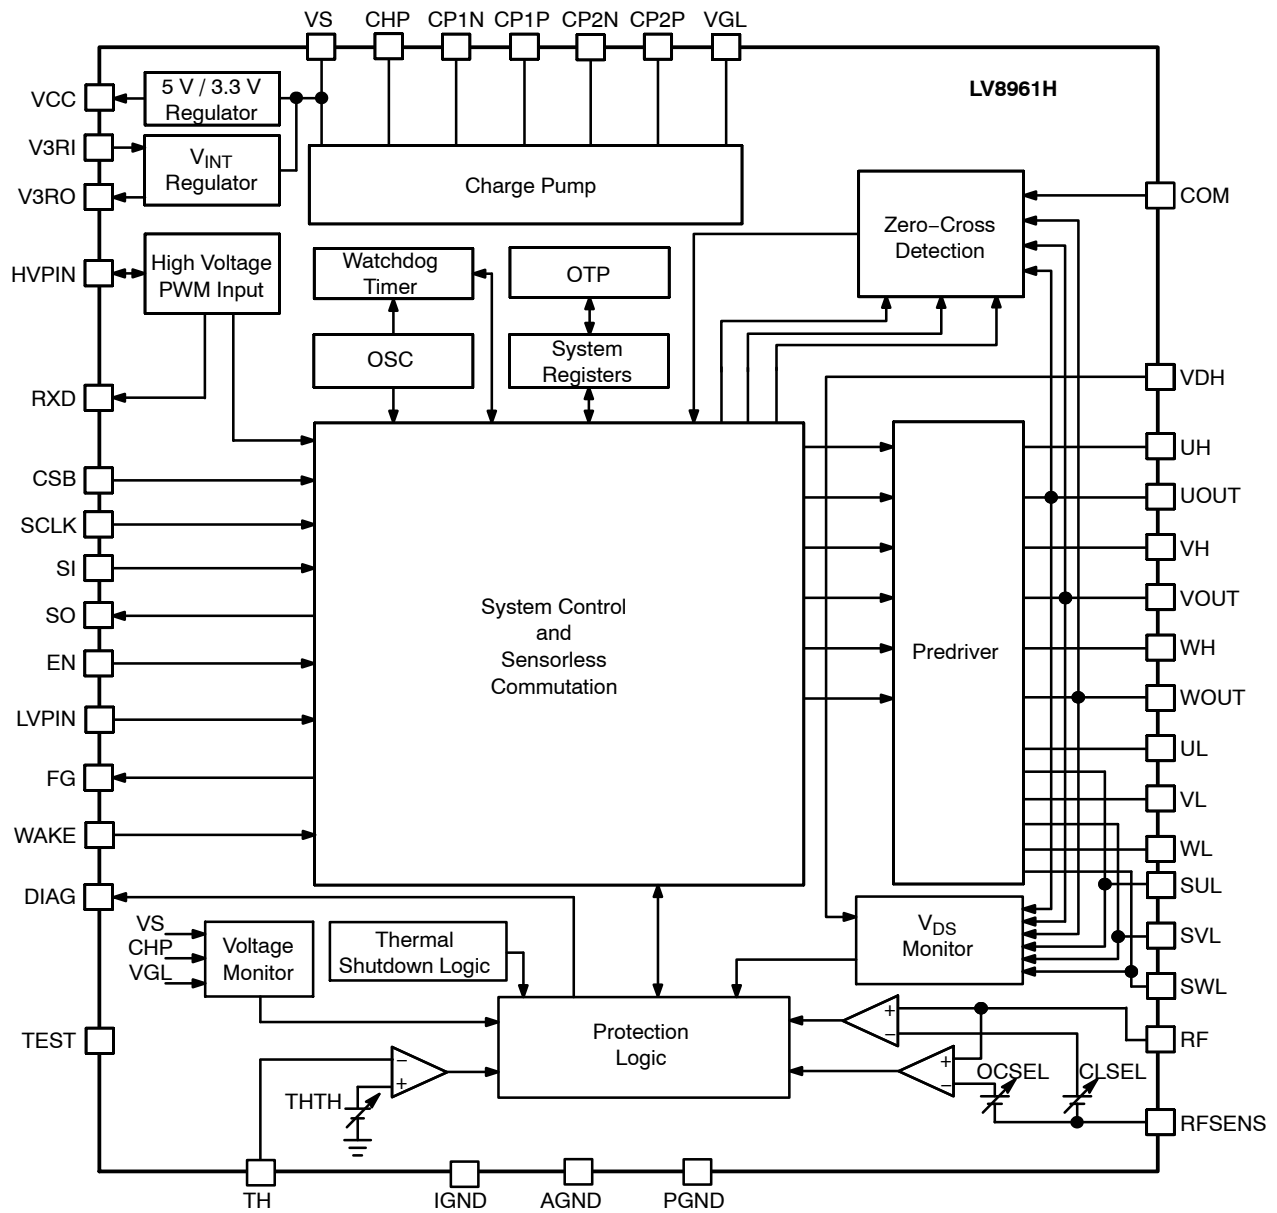 VS CHP CP1N CP1P CP2N CP2P VGL
LV8961H
VCC
5 V / 3.3 V
Regulator
V3RI
VINT
Regulator
V3RO
Charge Pump
Zero–Cross
Detection
COM
HVPIN
High Voltage
PWM Input
Watchdog
Timer
OTP
OSC
System
Registers
VDH
RXD
CSB
SCLK
SI
SO
EN
LVPIN
FG
WAKE
DIAG
System Control
and
Sensorless
Commutation
Predriver
UH
UOUT
VH
VOUT
WH
WOUT
UL
VL
WL
SUL
SVL
SWL
VS
CHP
VGL
Voltage
Monitor
Thermal
Shutdown Logic
VDS
Monitor
TEST
Protection
Logic
+
−
+
−
−
+
RF
OCSEL
CLSEL
THTH
RFSENS
TH IGND AGND PGND